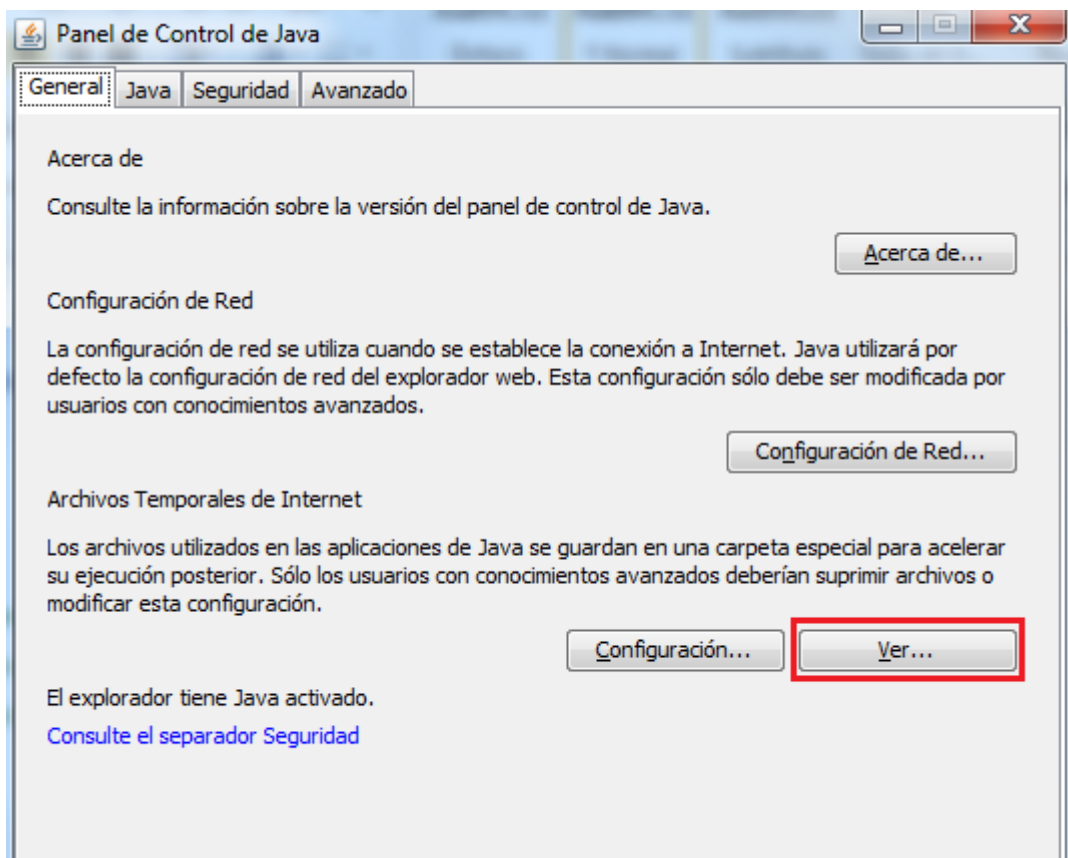 Panel de Control de Java
General Java Seguridad Avanzado
Acerca de
Consulte la información sobre la versión del panel de control de Java.
Acerca de...
Configuración de Red
La configuración de red se utiliza cuando se establece la conexión a Internet. Java utilizará por
defecto la configuración de red del explorador web. Esta configuración sólo debe ser modificada por
usuarios con conocimientos avanzados.
Configuración de Red...
Archivos Temporales de Internet
Los archivos utilizados en las aplicaciones de Java se guardan en una carpeta especial para acelerar
su ejecución posterior. Sólo los usuarios con conocimientos avanzados deberían suprimir archivos o
modificar esta configuración.
Configuración... Ver...
El explorador tiene Java activado.
Consulte el separador Seguridad